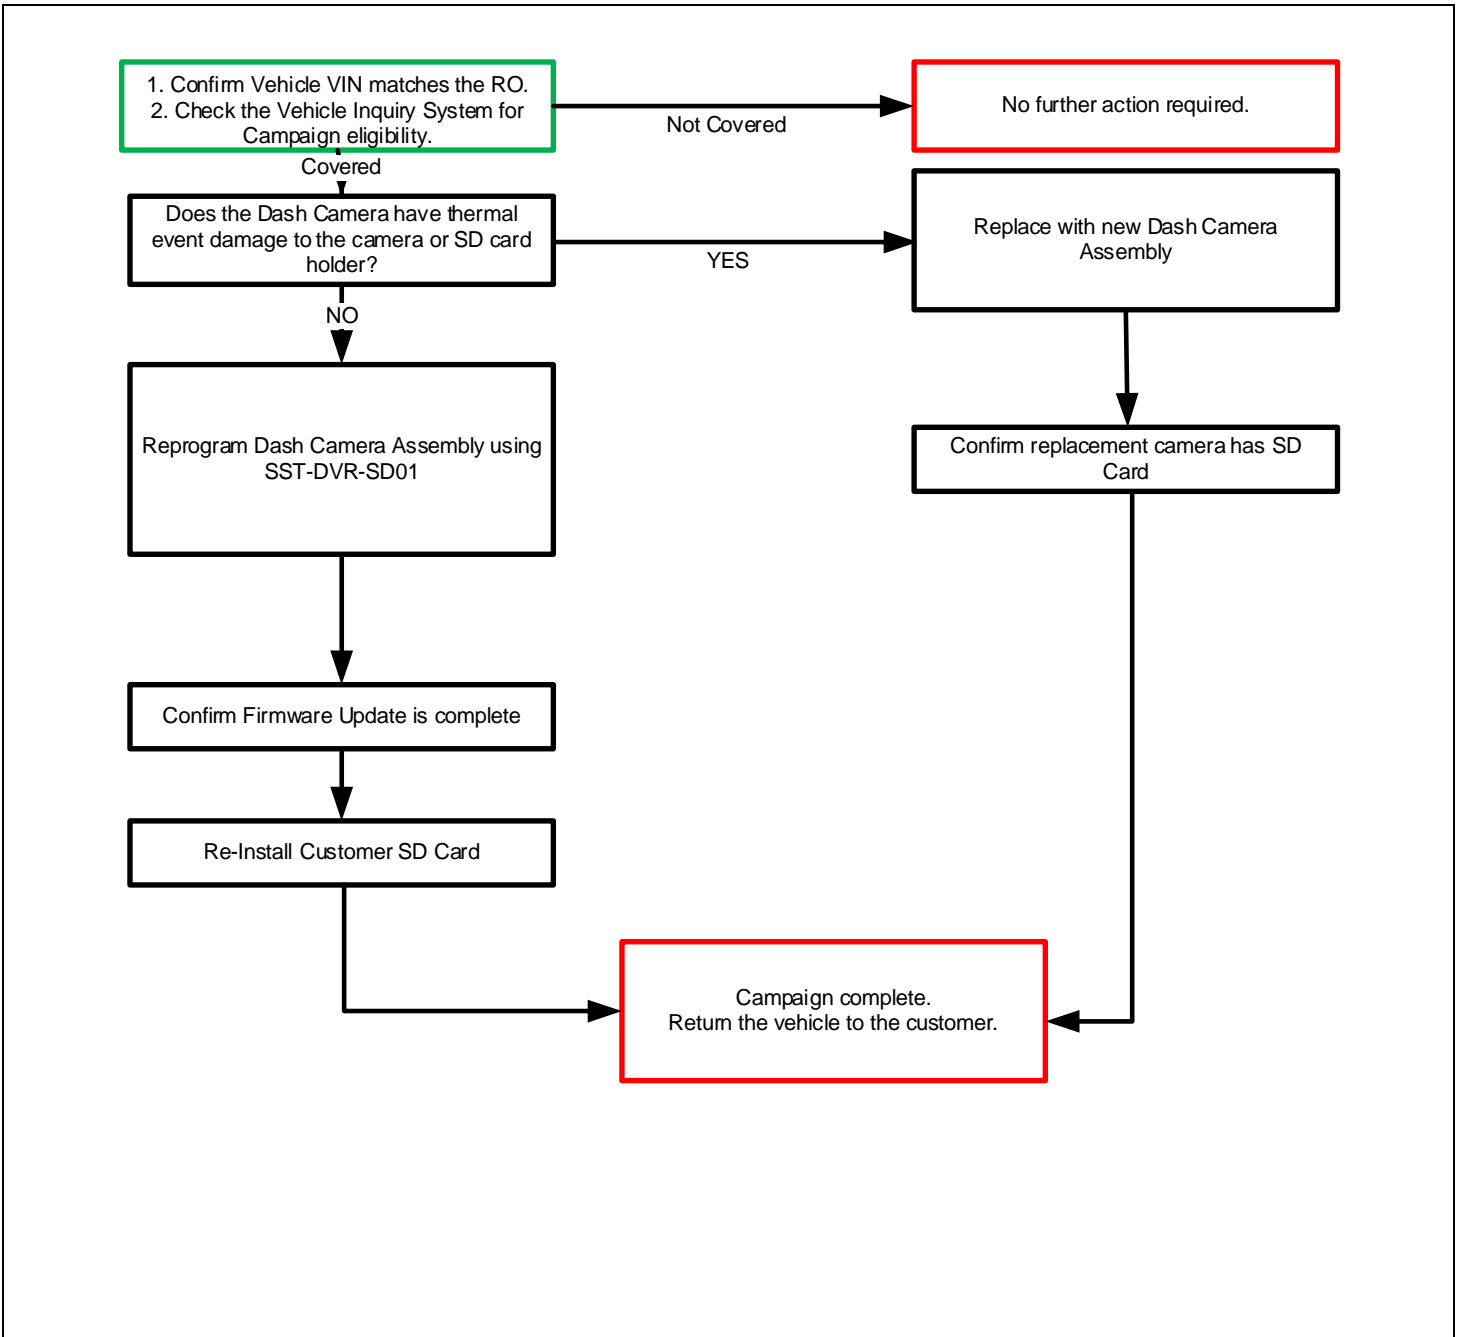 1. Confirm Vehicle VIN matches the RO.
2. Check the Vehicle Inquiry System for
Campaign eligibility.
Not Covered
No further action required.
Covered
Does the Dash Camera have thermal
event damage to the camera or SD card
holder?
YES
Replace with new Dash Camera
Assembly
NO
Reprogram Dash Camera Assembly using
SST-DVR-SD01
Confirm replacement camera has SD
Card
Confirm Firmware Update is complete
Re-Install Customer SD Card
Campaign complete.
Return the vehicle to the customer.